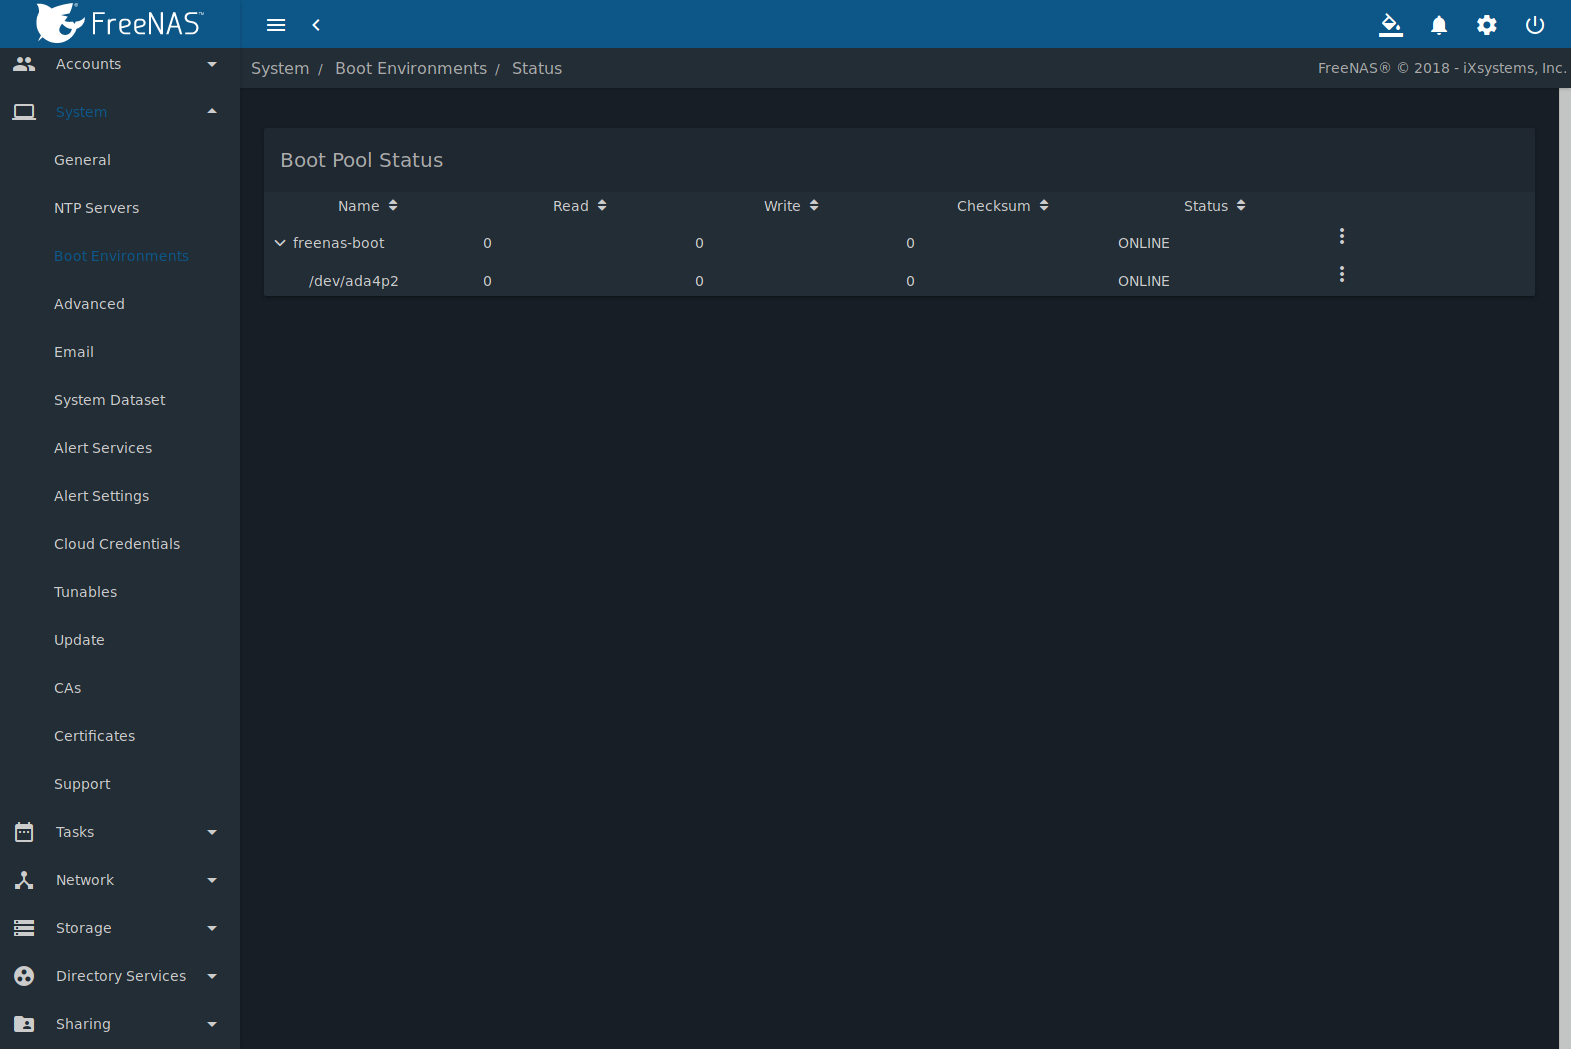 FreeNAS™
System / Boot Environments / Status
FreeNAS® © 2018 - iXsystems, Inc.
Accounts
System
General
NTP Servers
Boot Environments
Advanced
Email
System Dataset
Alert Services
Alert Settings
Cloud Credentials
Tunables
Update
CAs
Certificates
Support
Tasks
Network
Storage
Directory Services
Sharing
Boot Pool Status
Name Read Write Checksum Status
freenas-boot 0 0 0 ONLINE
/dev/ada4p2 0 0 0 ONLINE